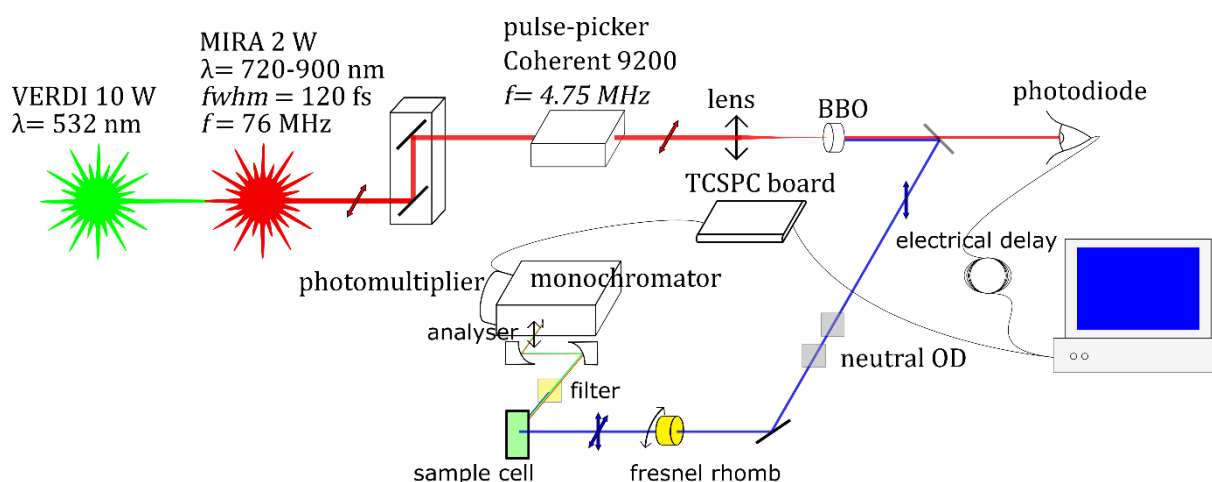 VERDI 10 W
λ= 532 nm
MIRA 2 W
λ= 720-900 nm
fwhm = 120 fs
f = 76 MHz
pulse-picker
Coherent 9200
f= 4.75 MHz
lens
BBO
photodiode
TCSPC board
electrical delay
photomultiplier
monochromator
analyser
neutral OD
filter
sample cell
fresnel rhomb